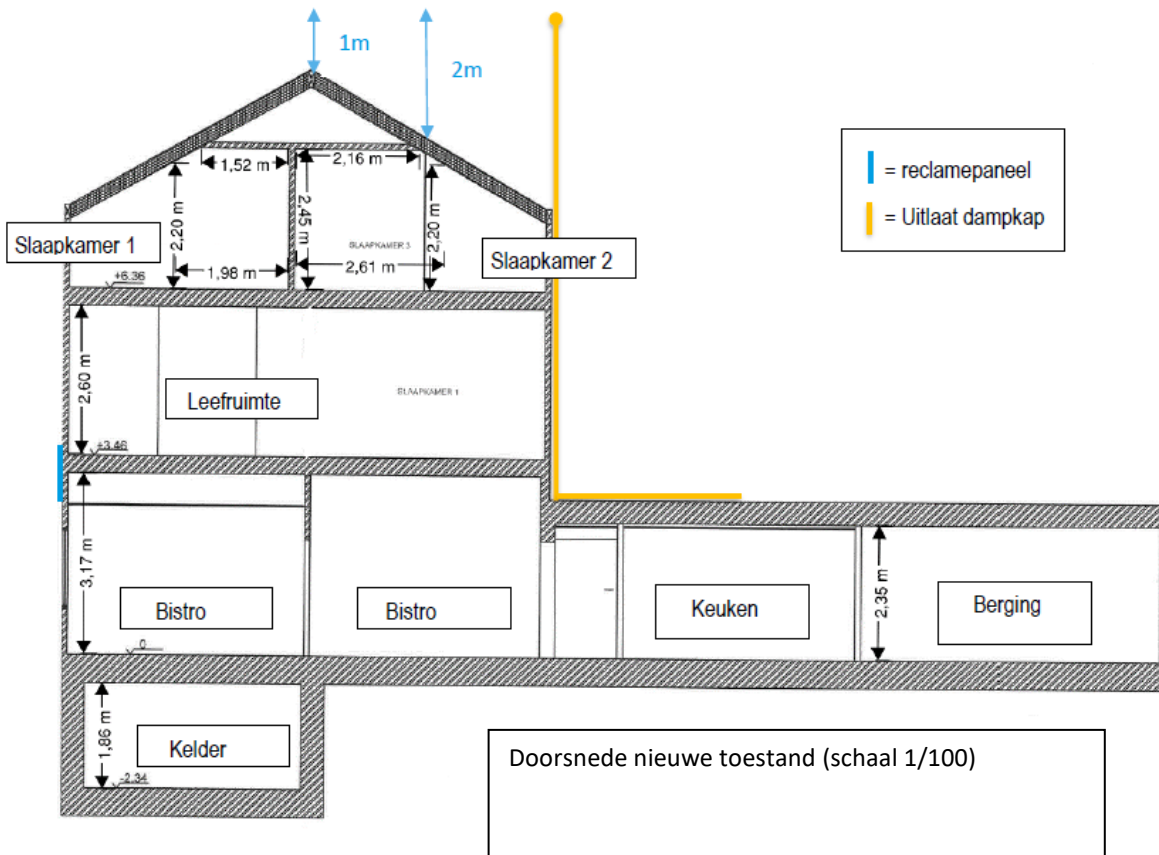 1m
2m
1,52 m
2,16 m
2,20 m
2,45 m
2,20 m
SLAAPKAMER 3
Slaapkamer 1
Slaapkamer 2
1,98 m
2,61 m
+6.36
= reclamepaneel
= Uitlaat dampkap
2,60 m
Leefruimte
SLAAPKAMER 1
+3.46
3,17 m
Bistro
Bistro
Keuken
2,35 m
Berging
0
1,86 m
Kelder
-2.34
Doorsnede nieuwe toestand (schaal 1/100)